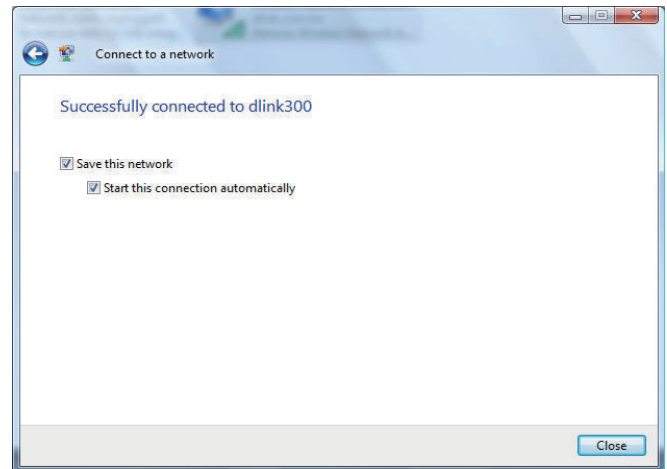 Connect to a network
Successfully connected to dlink300
Save this network
Start this connection automatically
Close